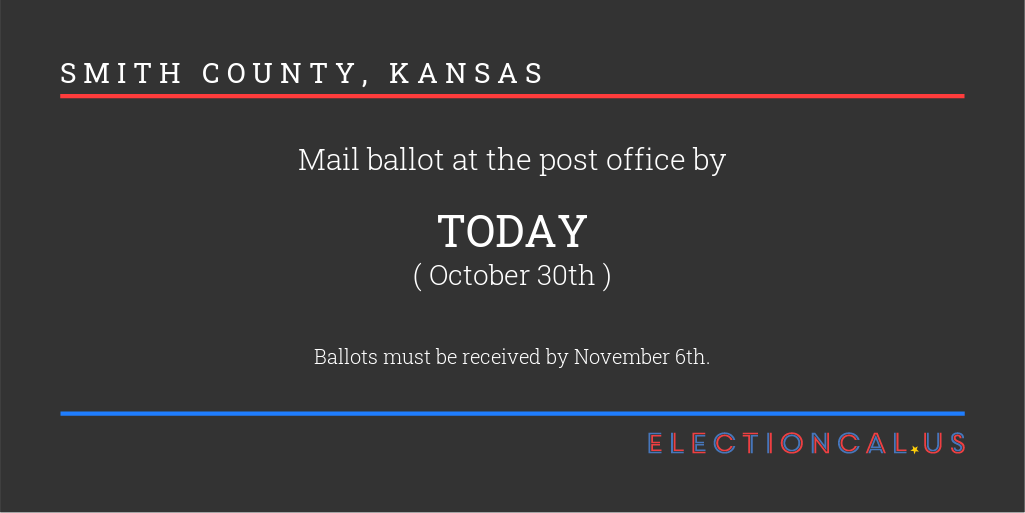 SMITH COUNTY, KANSAS
Mail ballot at the post office by
TODAY
( October 30th )
Ballots must be received by November 6th.
ELECTIONCAL.US